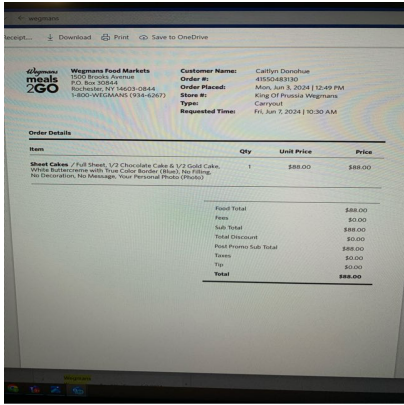 wegmans
Receipt...
Download
Print
Save to OneDrive
Wegmans
meals
2GO
Wegmans Food Markets
1500 Brooks Avenue
P.O. Box 30844
Rochester, NY 14603-0844
1-800-WEGMANS (934-6267)
Customer Name: Caitlyn Donohue
Order #: 41550483130
Order Placed: Mon, Jun 3, 2024 | 12:49 PM
Store #: King Of Prussia Wegmans
Type: Carryout
Requested Time: Fri, Jun 7, 2024 | 10:30 AM
Order Details
Item Qty Unit Price Price
Sheet Cakes / Full Sheet, 1/2 Chocolate Cake & 1/2 Gold Cake, 1 $88.00 $88.00
White Buttercreme with True Color Border (Blue), No Filling,
No Decoration, No Message, Your Personal Photo (Photo)
Food Total $88.00
Fees $0.00
Sub Total $88.00
Total Discount $0.00
Post Promo Sub Total $88.00
Taxes $0.00
Tip $0.00
Total $88.00
Wegmans